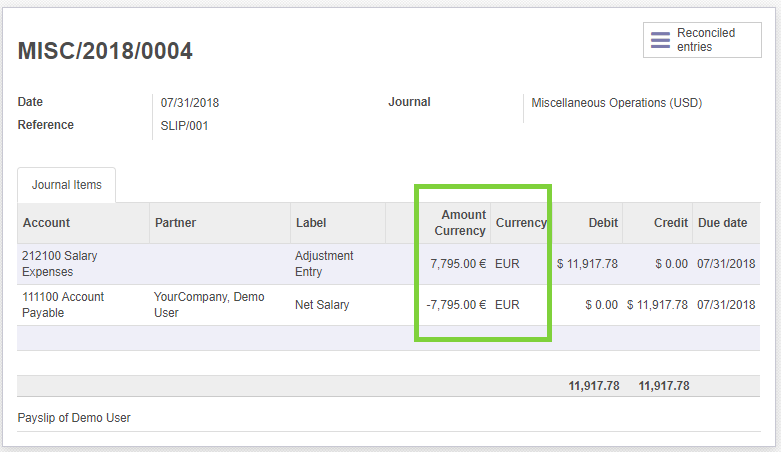 Reconciled
entries
MISC/2018/0004
Date 07/31/2018 Journal Miscellaneous Operations (USD)
Reference SLIP/001
Journal Items
Account Partner Label Amount Currency Currency Debit Credit Due date
212100 Salary Expenses Adjustment Entry 7,795.00 € EUR $ 11,917.78 $ 0.00 07/31/2018
111100 Account Payable YourCompany, Demo User Net Salary -7,795.00 € EUR $ 0.00 $ 11,917.78 07/31/2018
11,917.78 11,917.78
Payslip of Demo User